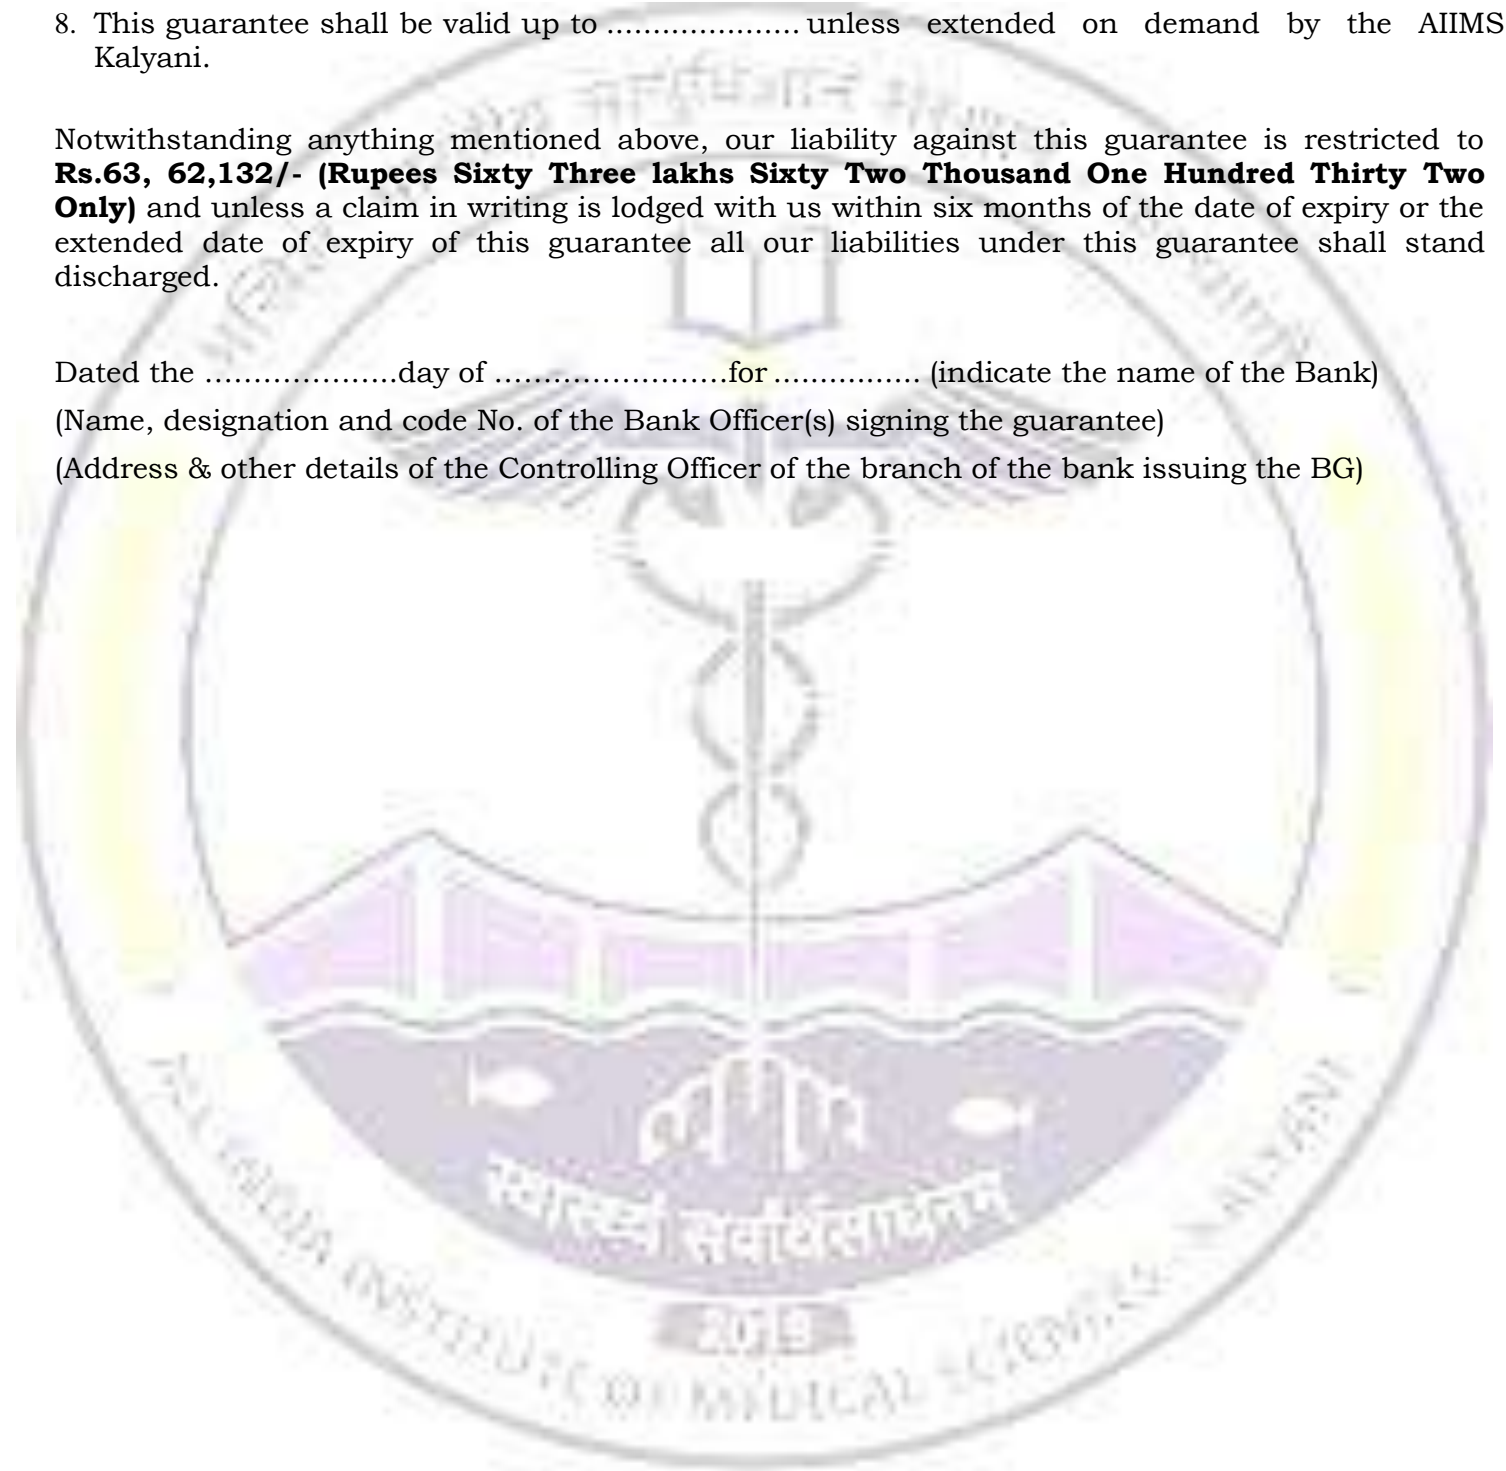 8. This guarantee shall be valid up to ..................... unless extended on demand by the AIIMS
Kalyani.
Notwithstanding anything mentioned above, our liability against this guarantee is restricted to
Rs.63, 62,132/- (Rupees Sixty Three lakhs Sixty Two Thousand One Hundred Thirty Two
Only) and unless a claim in writing is lodged with us within six months of the date of expiry or the
extended date of expiry of this guarantee all our liabilities under this guarantee shall stand
discharged.
Dated the ....................day of ........................for ............... (indicate the name of the Bank)
(Name, designation and code No. of the Bank Officer(s) signing the guarantee)
(Address & other details of the Controlling Officer of the branch of the bank issuing the BG)
INSTITUTE OF MEDICAL SCIENCES KALYANI